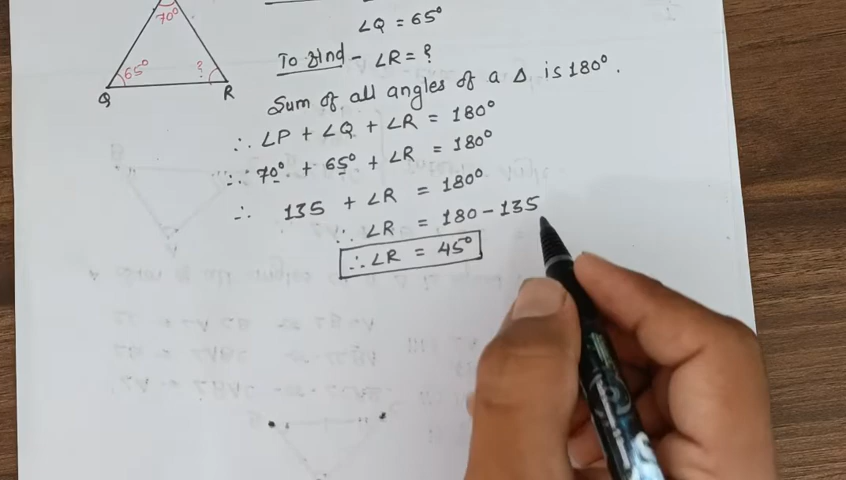 70°
65° ?
Q R
∠Q = 65°
To find - ∠R = ?
Sum of all angles of a Δ is 180°.
∴ ∠P + ∠Q + ∠R = 180°
∴ 70° + 65° + ∠R = 180°
∴ 135 + ∠R = 180°
∴ ∠R = 180 - 135
∴ ∠R = 45°